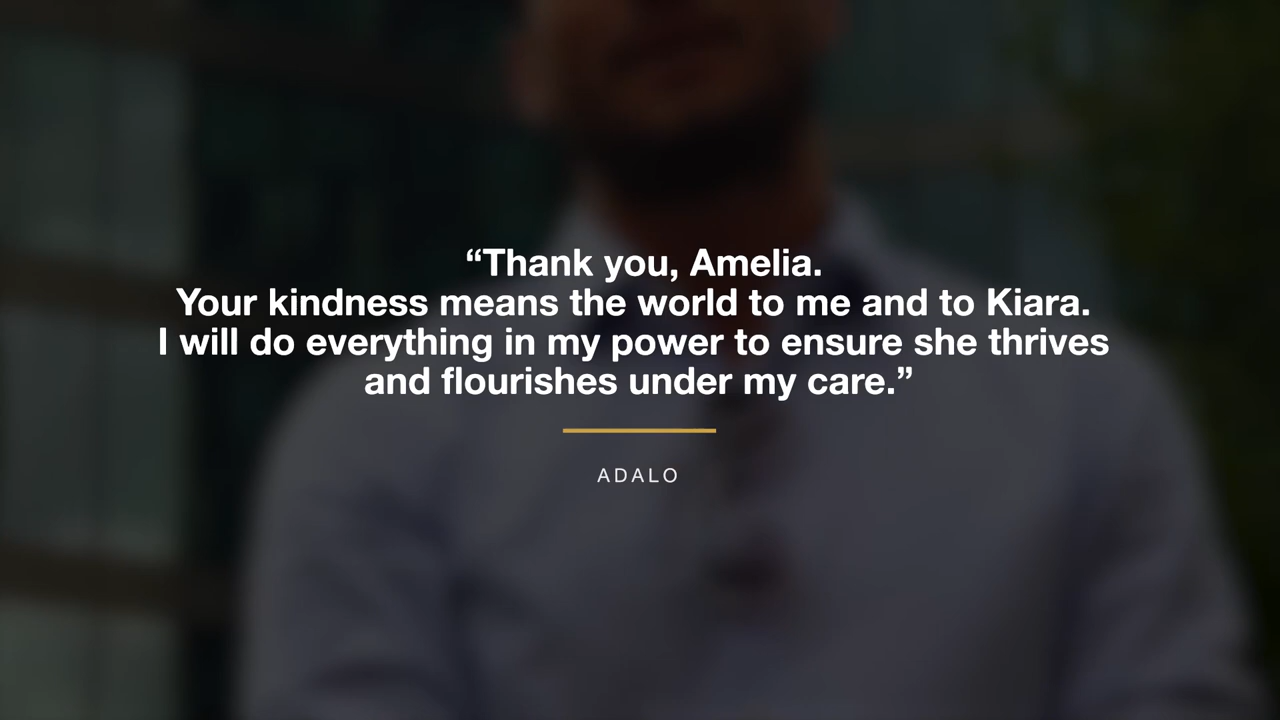 “Thank you, Amelia.
Your kindness means the world to me and to Kiara.
I will do everything in my power to ensure she thrives
and flourishes under my care.”
ADALO